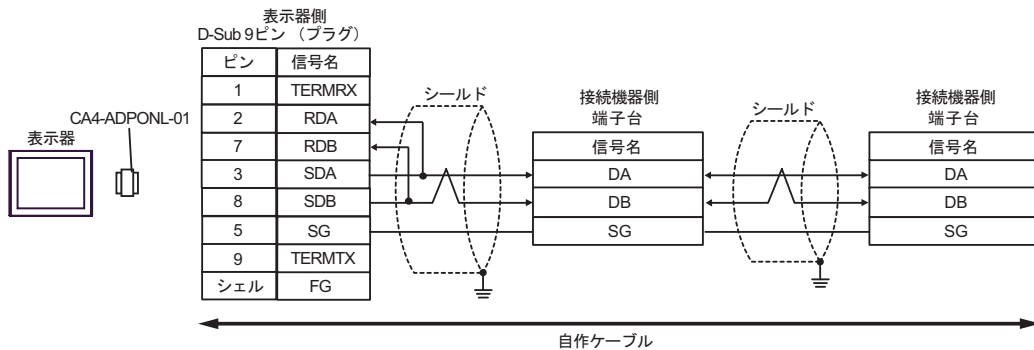 表示器側
D-Sub 9ピン （プラグ）
ピン 信号名
1 TERMRX
2 RDA
7 RDB
3 SDA
8 SDB
5 SG
9 TERMTX
シェル FG
CA4-ADPONL-01
表示器
シールド
接続機器側
端子台
信号名
DA
DB
SG
シールド
接続機器側
端子台
信号名
DA
DB
SG
自作ケーブル